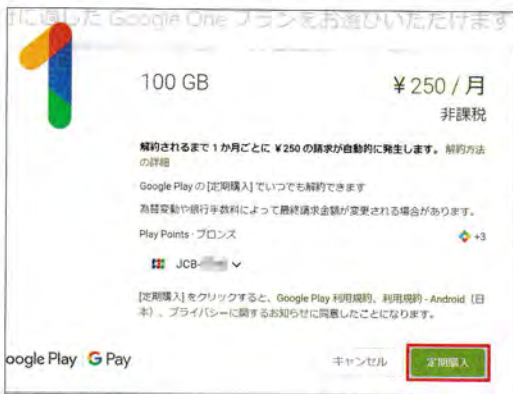 に適した Google One プランをお選びいただけます
100 GB
¥250 / 月
非課税
解約されるまで 1 か月ごとに ¥250 の請求が自動的に発生します。 解約方法
の詳細
Google Play の [定期購入] でいつでも解約できます
為替変動や銀行手数料によって最終請求金額が変更される場合があります。
Play Points · ブロンズ
+3
JCB-
[定期購入] をクリックすると、Google Play 利用規約、利用規約 - Android（日
本）、プライバシーに関するお知らせに同意したことになります。
oogle Play G Pay
キャンセル
定期購入